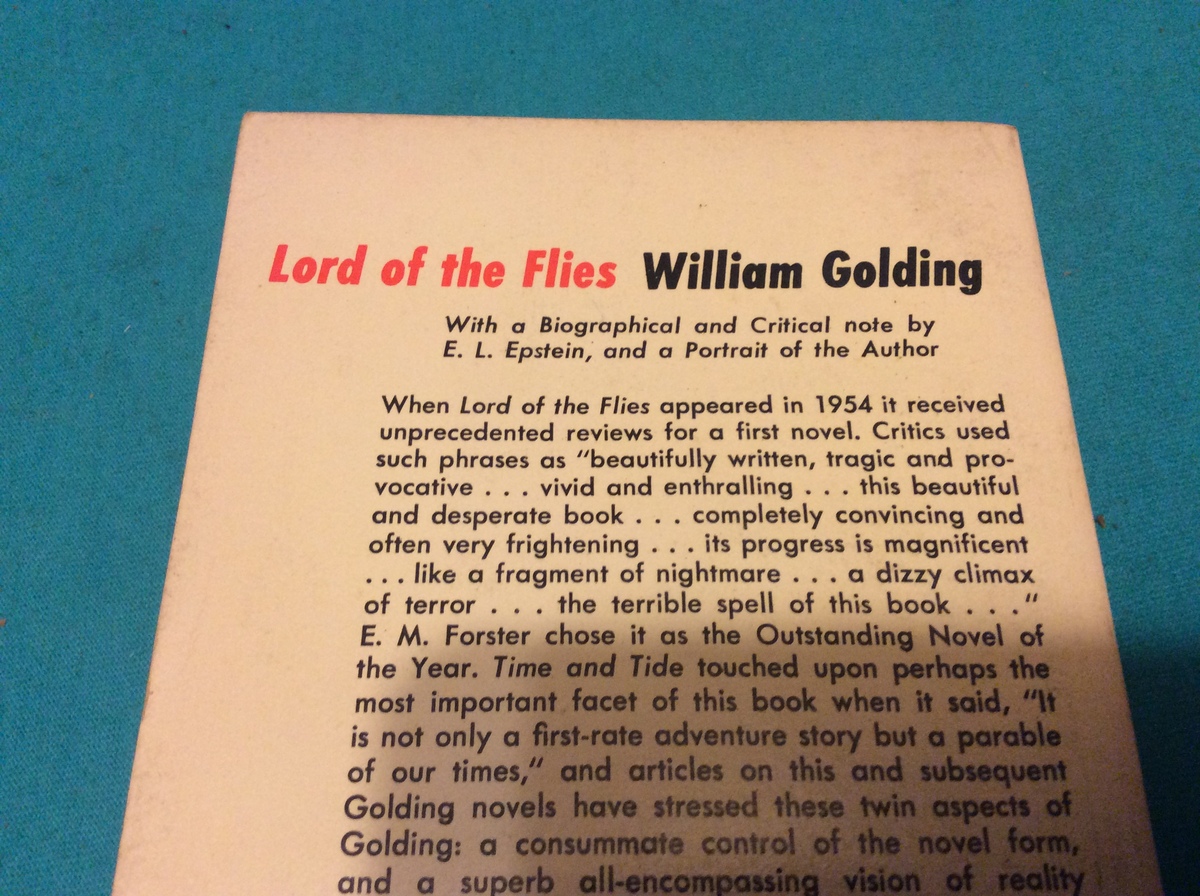 Lord of the Flies William Golding
With a Biographical and Critical note by
E. L. Epstein, and a Portrait of the Author
When Lord of the Flies appeared in 1954 it received
unprecedented reviews for a first novel. Critics used
such phrases as "beautifully written, tragic and pro-
vocative . . . vivid and enthralling . . . this beautiful
and desperate book . . . completely convincing and
often very frightening . . . its progress is magnificent
. . . like a fragment of nightmare . . . a dizzy climax
of terror . . . the terrible spell of this book . . ."
E. M. Forster chose it as the Outstanding Novel of
the Year. Time and Tide touched upon perhaps the
most important facet of this book when it said, "It
is not only a first-rate adventure story but a parable
of our times," and articles on this and subsequent
Golding novels have stressed these twin aspects of
Golding: a consummate control of the novel form,
and a superb all-encompassing vision of reality